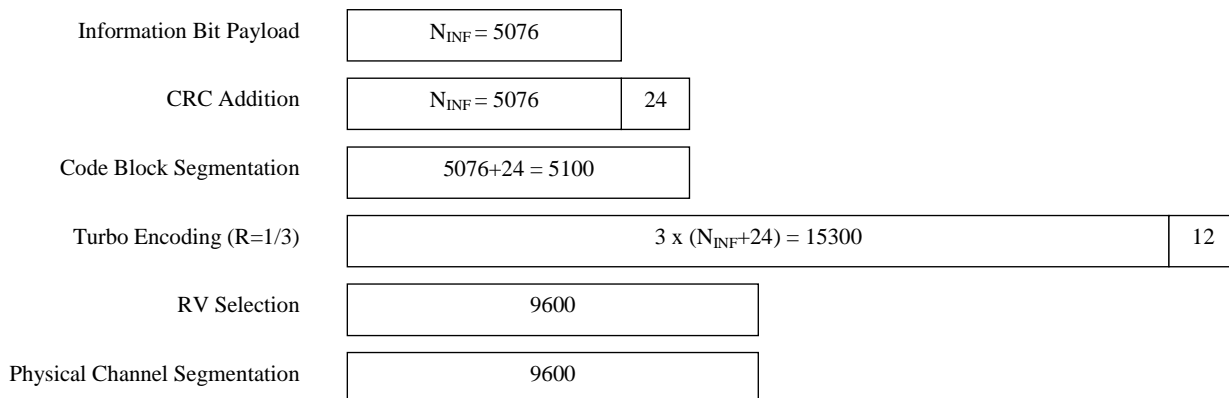 Information Bit Payload
N_INF = 5076
CRC Addition
N_INF = 5076
24
Code Block Segmentation
5076+24 = 5100
Turbo Encoding (R=1/3)
3 x (N_INF+24) = 15300
12
RV Selection
9600
Physical Channel Segmentation
9600